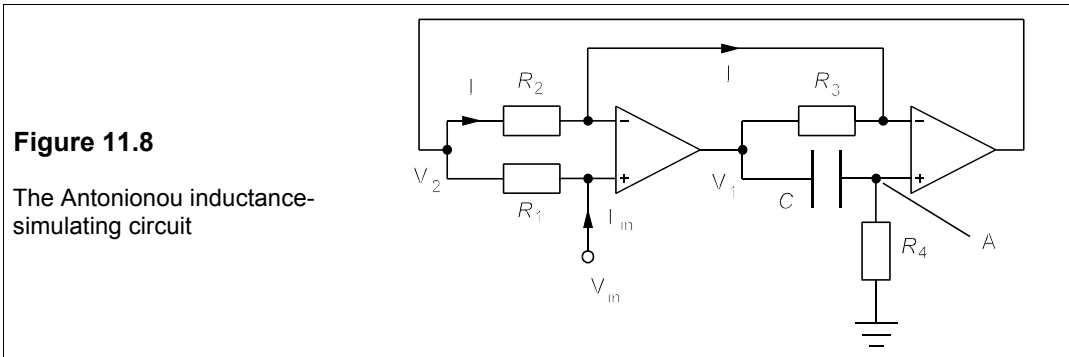 Figure 11.8
The Antonionou inductance-
simulating circuit
I
R2
I
R3
−
+
−
+
V2
R1
Iin
Vin
V1
C
A
R4